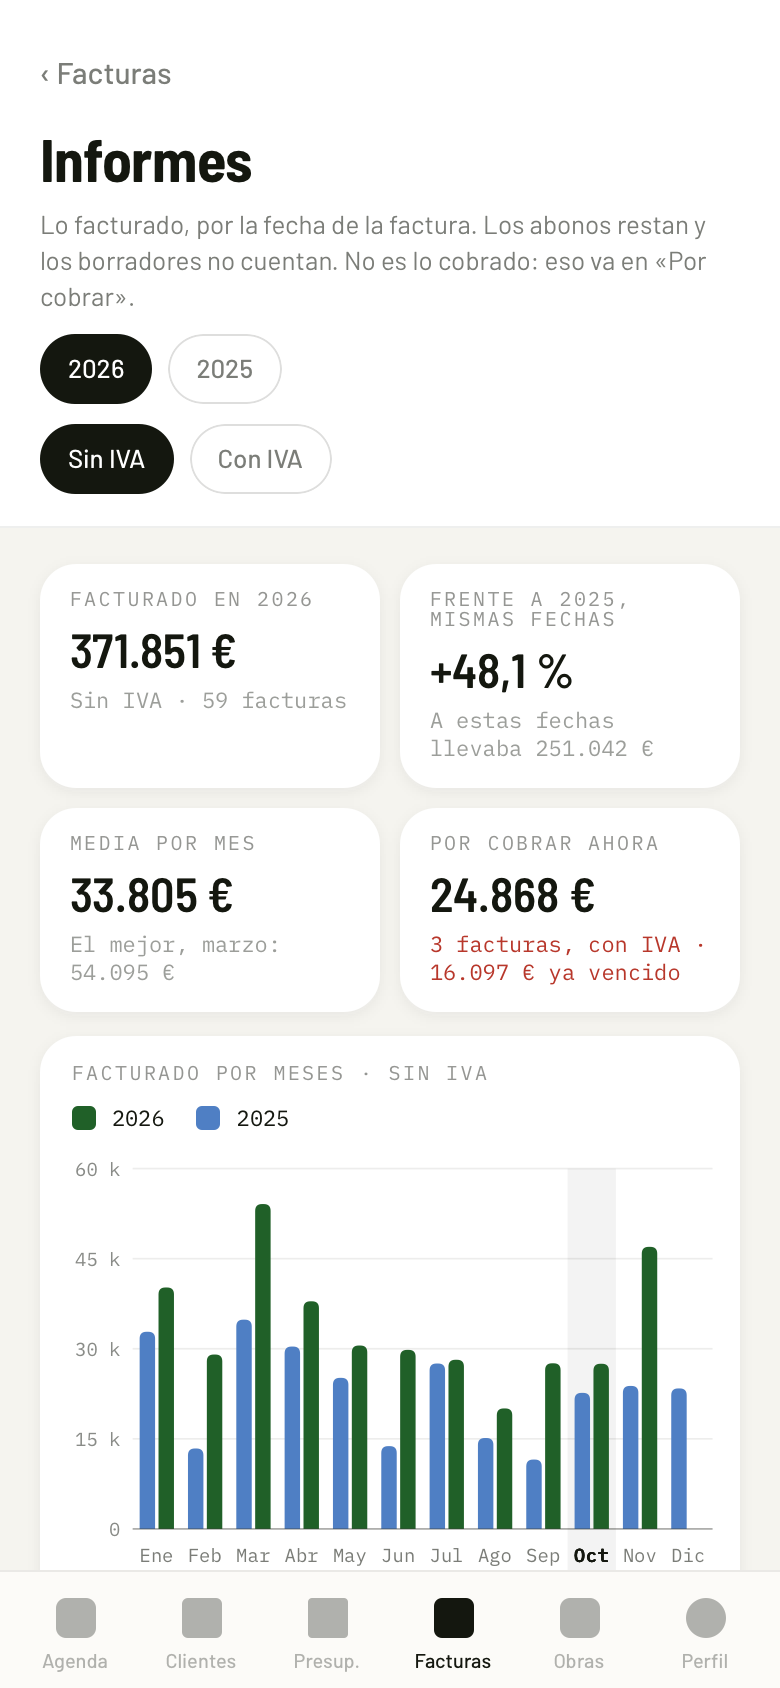 ‹ Facturas
Informes
Lo facturado, por la fecha de la factura. Los abonos restan y
los borradores no cuentan. No es lo cobrado: eso va en «Por
cobrar».
2026 2025
Sin IVA Con IVA
FACTURADO EN 2026
371.851 €
Sin IVA · 59 facturas
FRENTE A 2025,
MISMAS FECHAS
+48,1 %
A estas fechas
llevaba 251.042 €
MEDIA POR MES
33.805 €
El mejor, marzo:
54.095 €
POR COBRAR AHORA
24.868 €
3 facturas, con IVA ·
16.097 € ya vencido
FACTURADO POR MESES · SIN IVA
2026 2025
60 k
45 k
30 k
15 k
0
Ene Feb Mar Abr May Jun Jul Ago Sep Oct Nov Dic
Agenda Clientes Presup. Facturas Obras Perfil